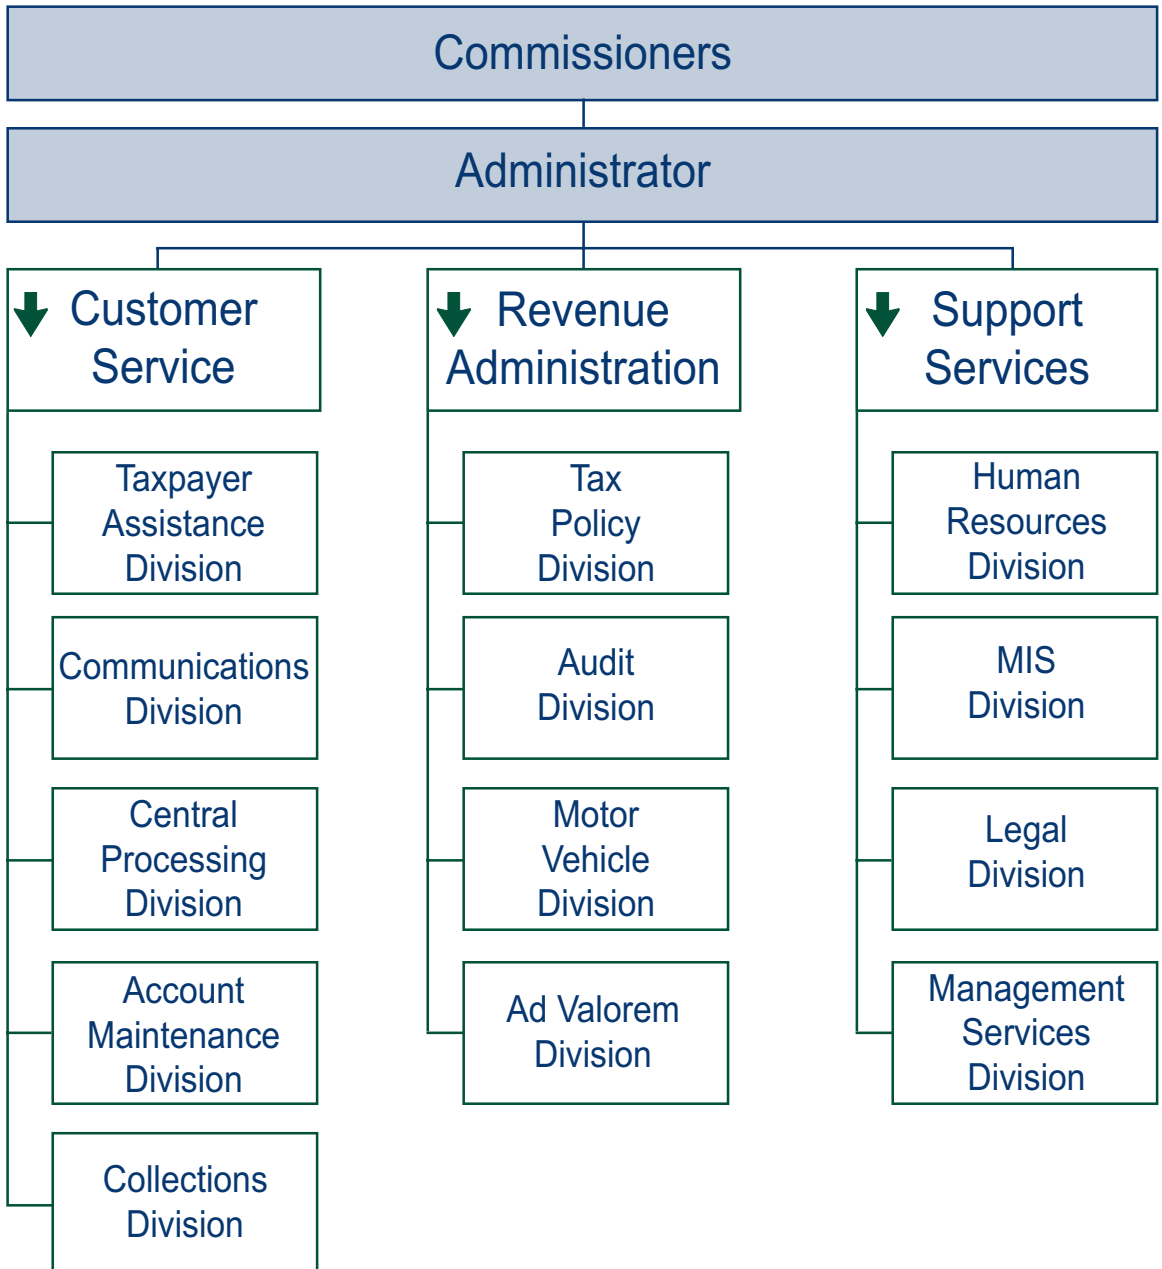 Commissioners
Administrator
Customer
Service
Taxpayer
Assistance
Division
Communications
Division
Central
Processing
Division
Account
Maintenance
Division
Collections
Division
Revenue
Administration
Tax
Policy
Division
Audit
Division
Motor
Vehicle
Division
Ad Valorem
Division
Support
Services
Human
Resources
Division
MIS
Division
Legal
Division
Management
Services
Division